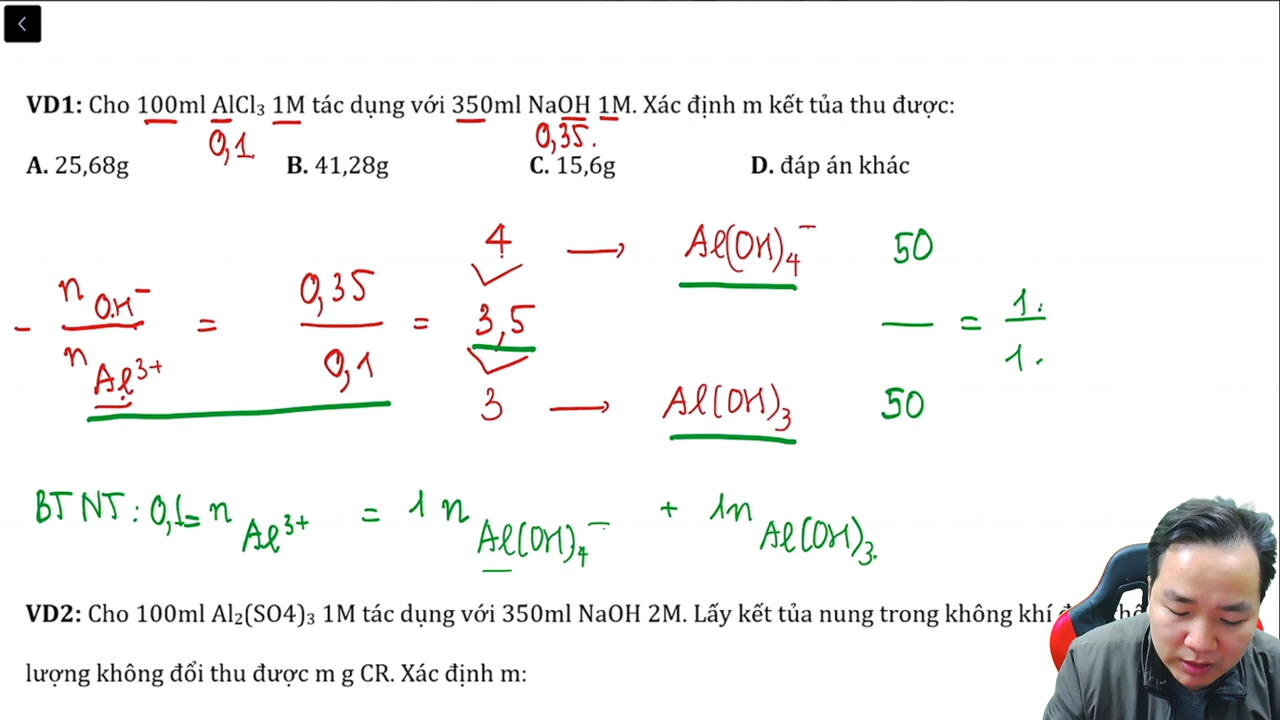 VD1: Cho 100ml AlCl₃ 1M tác dụng với 350ml NaOH 1M. Xác định m kết tủa thu được:
0,1 0,35.
A. 25,68g B. 41,28g C. 15,6g D. đáp án khác
4 → Al(OH)₄⁻ 50
- n OH⁻ / n Al³⁺ = 0,35 / 0,1 = 3,5 — = 1. / 1.
3 → Al(OH)₃ 50
BTNT: 0,1 = n Al³⁺ = 1 n Al(OH)₄⁻ + 1n Al(OH)₃.
VD2: Cho 100ml Al₂(SO4)₃ 1M tác dụng với 350ml NaOH 2M. Lấy kết tủa nung trong không khí
lượng không đổi thu được m g CR. Xác định m: